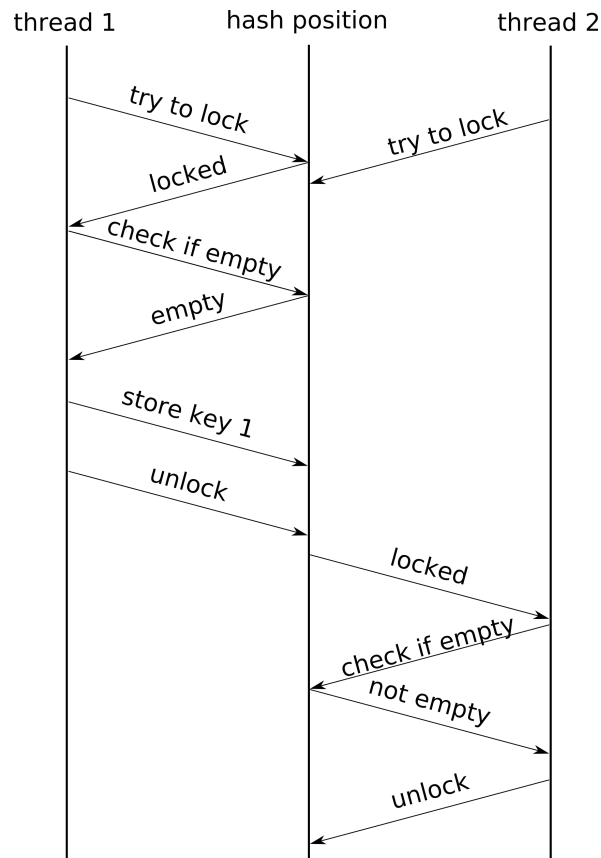 thread 1
hash position
thread 2
try to lock
try to lock
locked
check if empty
empty
store key 1
unlock
locked
check if empty
not empty
unlock